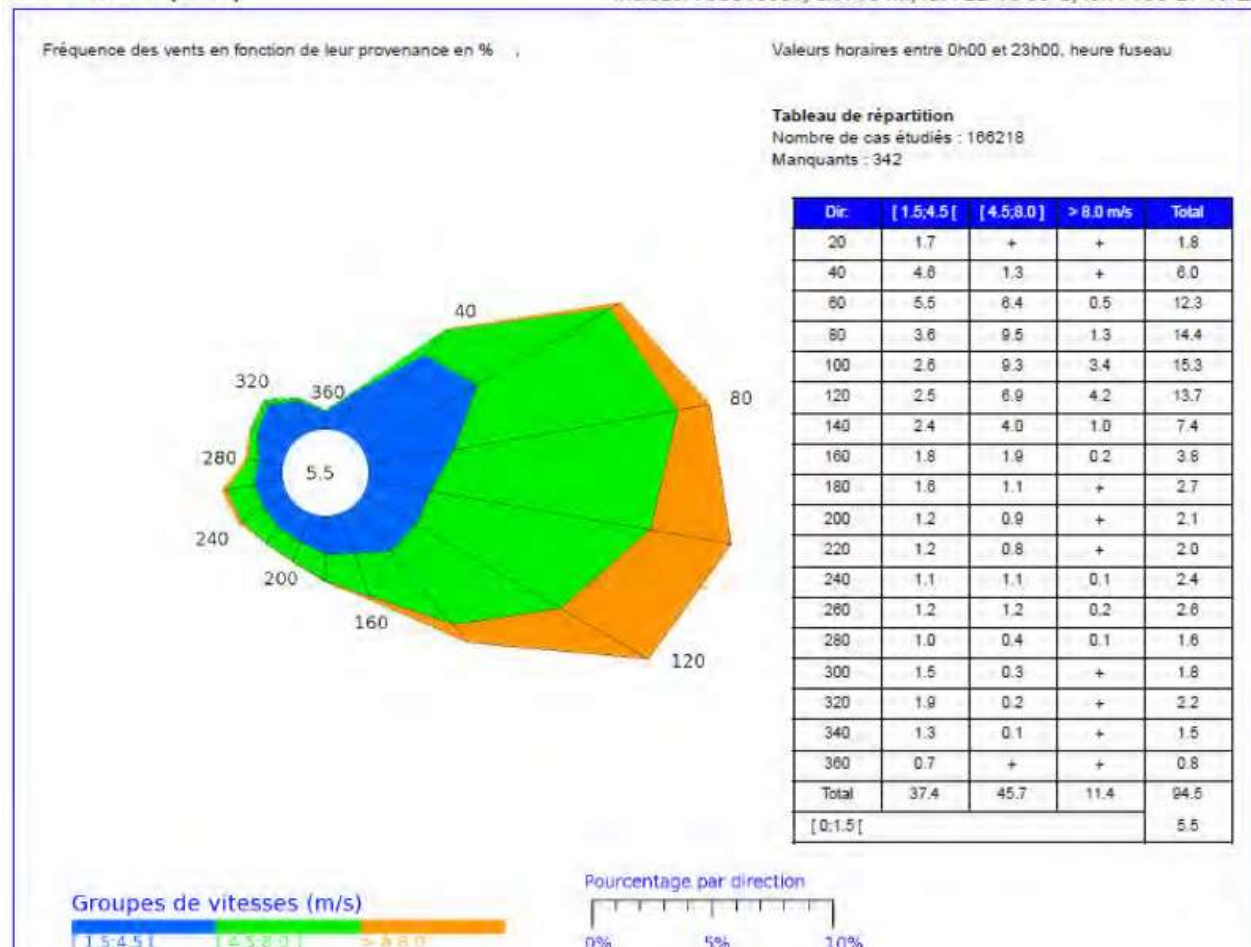 Fréquence des vents en fonction de leur provenance en % .
Valeurs horaires entre 0h00 et 23h00, heure fuseau
Tableau de répartition
Nombre de cas étudiés : 166218
Manquants : 342
Dir. [ 1.5;4.5 [ [ 4.5;8.0 ] > 8.0 m/s Total
20 1.7 + + 1.8
40 4.6 1.3 + 6.0
60 5.5 6.4 0.5 12.3
80 3.6 9.5 1.3 14.4
100 2.6 9.3 3.4 15.3
120 2.5 6.9 4.2 13.7
140 2.4 4.0 1.0 7.4
160 1.8 1.9 0.2 3.8
180 1.6 1.1 + 2.7
200 1.2 0.9 + 2.1
220 1.2 0.8 + 2.0
240 1.1 1.1 0.1 2.4
260 1.2 1.2 0.2 2.6
280 1.0 0.4 0.1 1.6
300 1.5 0.3 + 1.8
320 1.9 0.2 + 2.2
340 1.3 0.1 + 1.5
360 0.7 + + 0.8
Total 37.4 45.7 11.4 94.5
[ 0;1.5 [ 5.5
40
320
360
80
280
5.5
240
200
160
120
Groupes de vitesses (m/s)
[ 1.5;4.5 [ [ 4.5;8.0 ] > à 8.0
Pourcentage par direction
0% 5% 10%